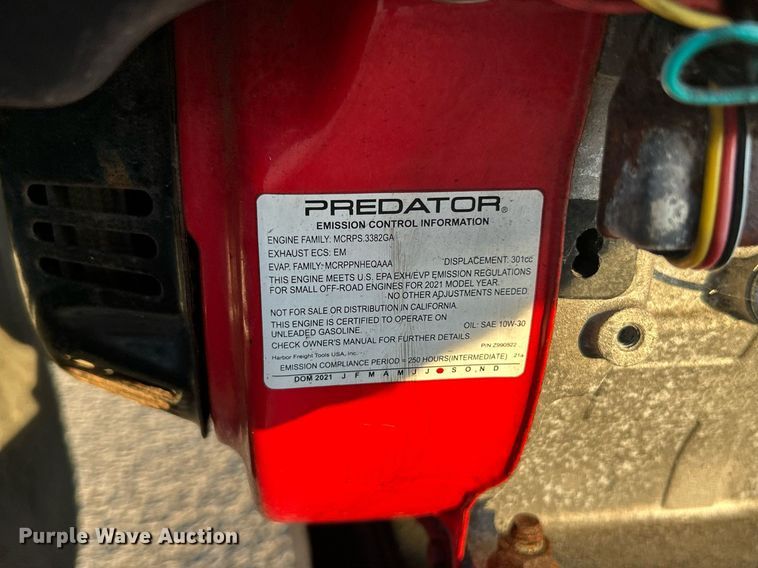 PREDATOR®
EMISSION CONTROL INFORMATION
ENGINE FAMILY: MCRPS.3382GA
EXHAUST ECS: EM
EVAP. FAMILY: MCRPPNHEQAAA DISPLACEMENT: 301cc
THIS ENGINE MEETS U.S. EPA EXH/EVP EMISSION REGULATIONS
FOR SMALL OFF-ROAD ENGINES FOR 2021 MODEL YEAR.
NO OTHER ADJUSTMENTS NEEDED.
NOT FOR SALE OR DISTRIBUTION IN CALIFORNIA.
THIS ENGINE IS CERTIFIED TO OPERATE ON
UNLEADED GASOLINE. OIL: SAE 10W-30
CHECK OWNER'S MANUAL FOR FURTHER DETAILS.
P/N Z990522
Harbor Freight Tools USA, Inc.
EMISSION COMPLIANCE PERIOD = 250 HOURS(INTERMEDIATE) 21a
DOM 2021 J F M A M J J S O N D
Purple Wave Auction